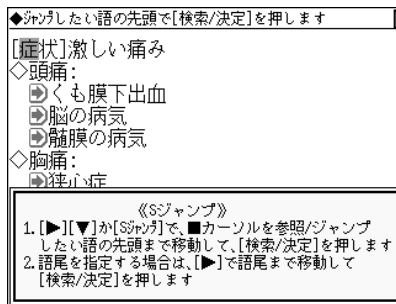 ◆ｼﾞｬﾝﾌﾟしたい語の先頭で[検索/決定]を押します
[症状]激しい痛み
◇頭痛:
➡くも膜下出血
➡脳の病気
➡髄膜の病気
◇胸痛:
➡狭心症
《Sジャンプ》
1. [▶][▼]か[Sｼﾞｬﾝﾌﾟ]で、■カーソルを参照/ジャンプ
したい語の先頭まで移動して、[検索/決定]を押します
2. 語尾を指定する場合は、[▶]で語尾まで移動して
[検索/決定]を押します